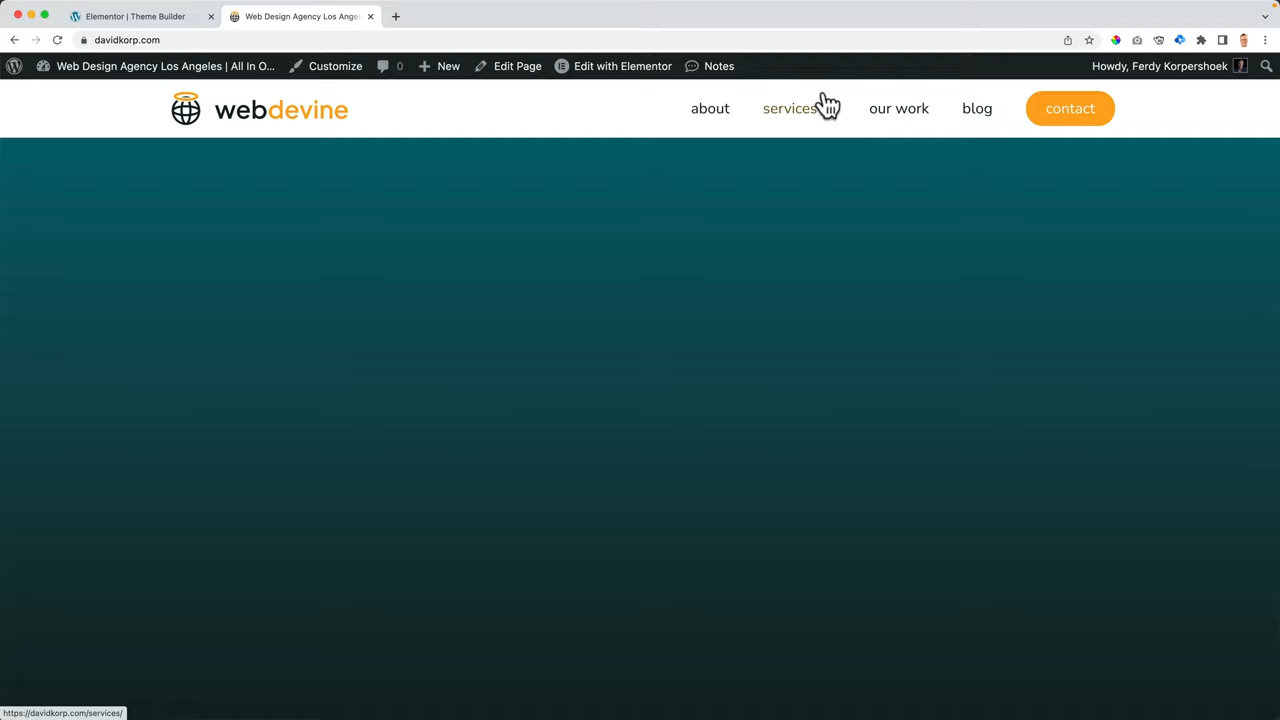 Elementor | Theme Builder
Web Design Agency Los Angele
davidkorp.com
Web Design Agency Los Angeles | All In O...
Customize
0
New
Edit Page
Edit with Elementor
Notes
Howdy, Ferdy Korpershoek
webdevine
about
services
our work
blog
contact
https://davidkorp.com/services/